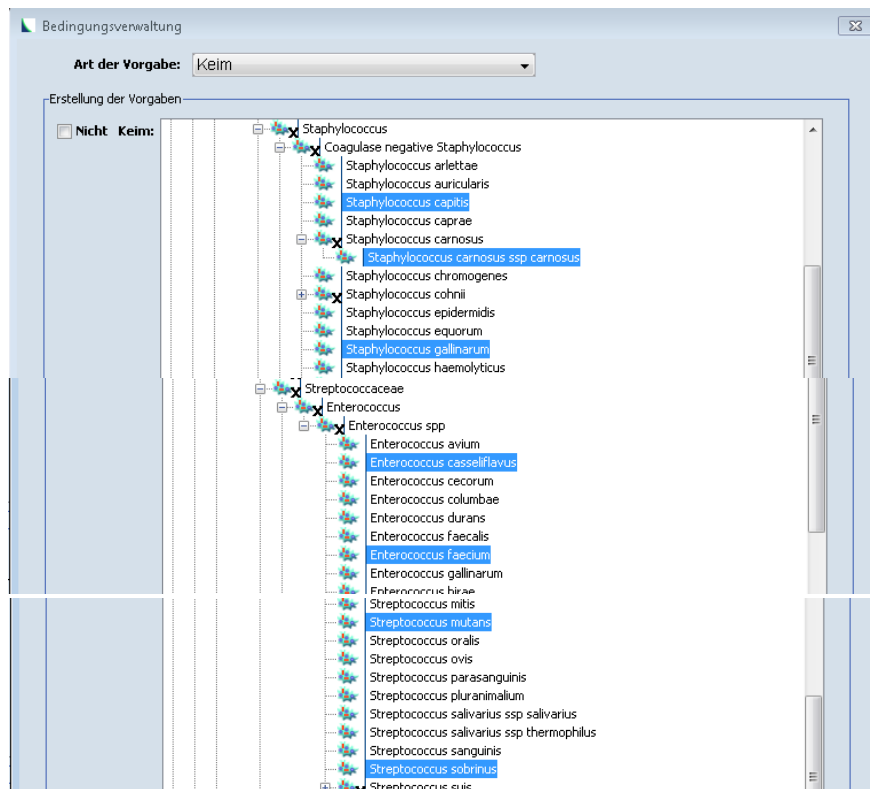 Bedingungsverwaltung
Art der Vorgabe: Keim
Erstellung der Vorgaben
Nicht Keim:
Staphylococcus
Coagulase negative Staphylococcus
Staphylococcus arlettae
Staphylococcus auricularis
Staphylococcus capitis
Staphylococcus caprae
Staphylococcus carnosus
Staphylococcus carnosus ssp carnosus
Staphylococcus chromogenes
Staphylococcus cohnii
Staphylococcus epidermidis
Staphylococcus equorum
Staphylococcus gallinarum
Staphylococcus haemolyticus
Streptococcaceae
Enterococcus
Enterococcus spp
Enterococcus avium
Enterococcus casseliflavus
Enterococcus cecorum
Enterococcus columbae
Enterococcus durans
Enterococcus faecalis
Enterococcus faecium
Enterococcus gallinarum
Enterococcus hirae
Streptococcus mitis
Streptococcus mutans
Streptococcus oralis
Streptococcus ovis
Streptococcus parasanguinis
Streptococcus pluranimalium
Streptococcus salivarius ssp salivarius
Streptococcus salivarius ssp thermophilus
Streptococcus sanguinis
Streptococcus sobrinus
Streptococcus suis